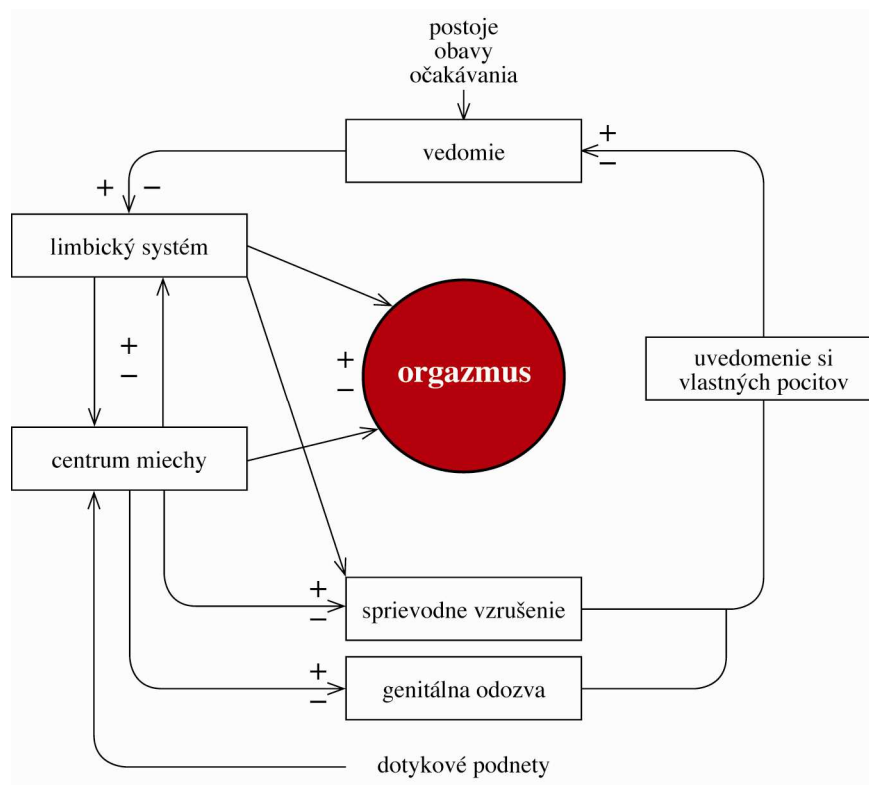 postoje
obavy
očakávania
vedomie
+
−
+ −
limbický systém
+
−
+
−
orgazmus
uvedomenie si
vlastných pocitov
centrum miechy
+
−
sprievodne vzrušenie
+
−
genitálna odozva
dotykové podnety